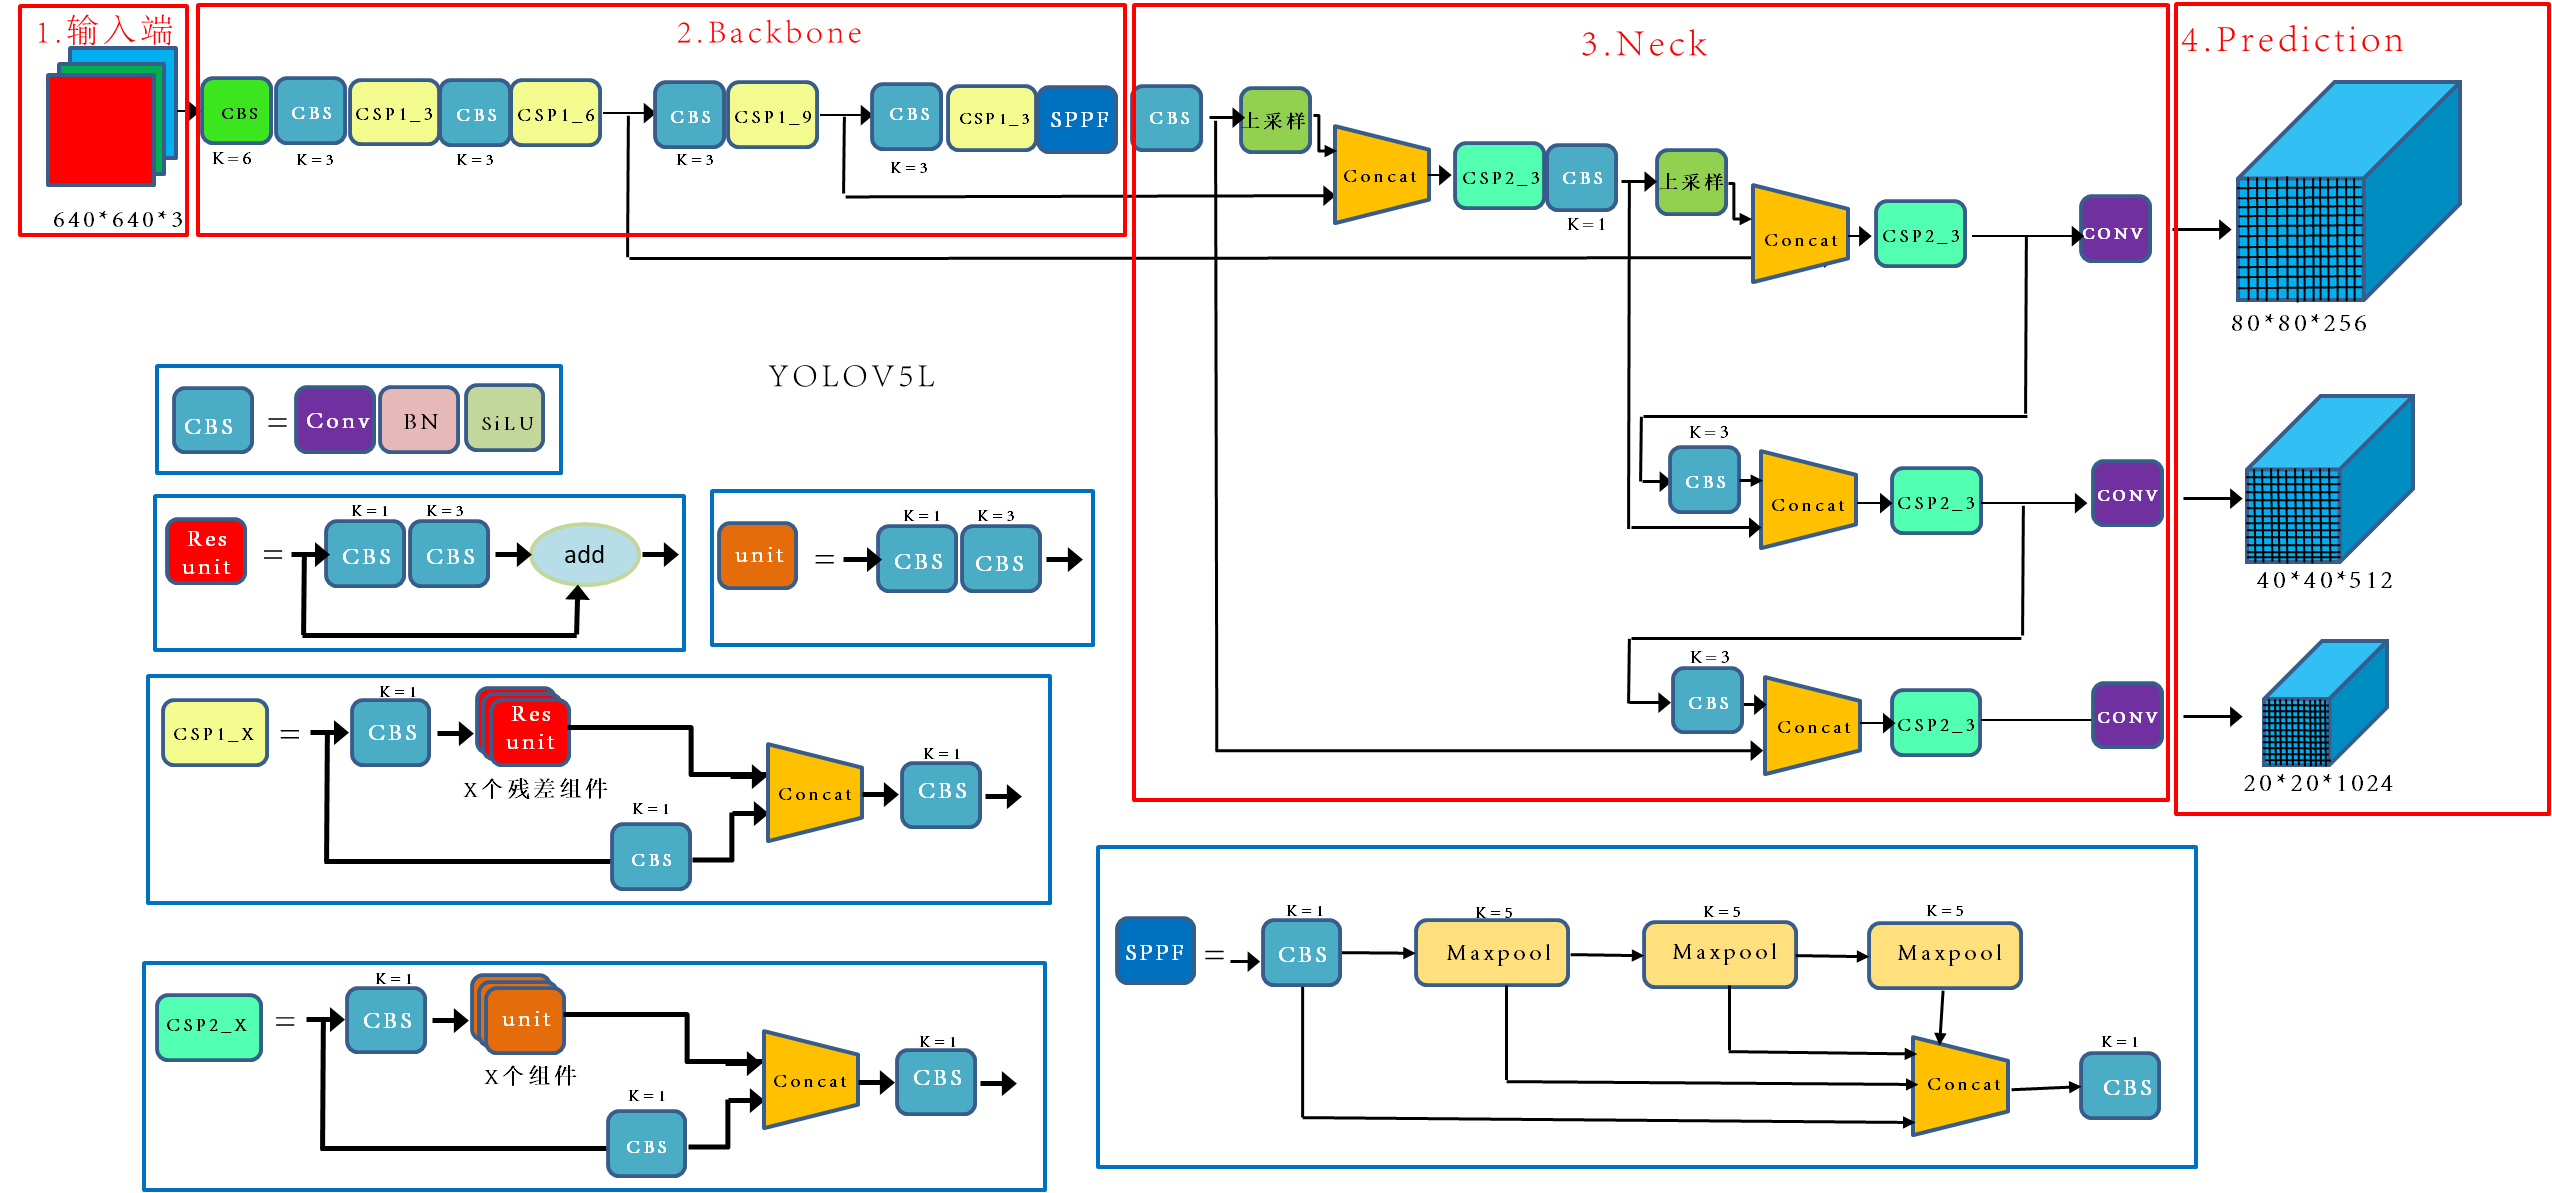 1.输入端
2.Backbone
3.Neck
4.Prediction
CBS
CBS
CSP1_3
CBS
CSP1_6
CBS
CSP1_9
CBS
CSP1_3
SPPF
CBS
上采样
K=6
K=3
K=3
K=3
K=3
640*640*3
Concat
CSP2_3
CBS
K=1
上采样
Concat
CSP2_3
CONV
80*80*256
YOLOV5L
CBS
=
Conv
BN
SiLU
K=3
CBS
Concat
CSP2_3
CONV
40*40*512
Res
unit
=
K=1
K=3
CBS
CBS
add
unit
=
K=1
K=3
CBS
CBS
K=3
CBS
Concat
CSP2_3
CONV
20*20*1024
CSP1_X
=
K=1
CBS
Res
unit
X个残差组件
K=1
CBS
Concat
K=1
CBS
SPPF
=
K=1
CBS
K=5
Maxpool
K=5
Maxpool
K=5
Maxpool
Concat
K=1
CBS
CSP2_X
=
K=1
CBS
unit
X个组件
K=1
CBS
Concat
K=1
CBS